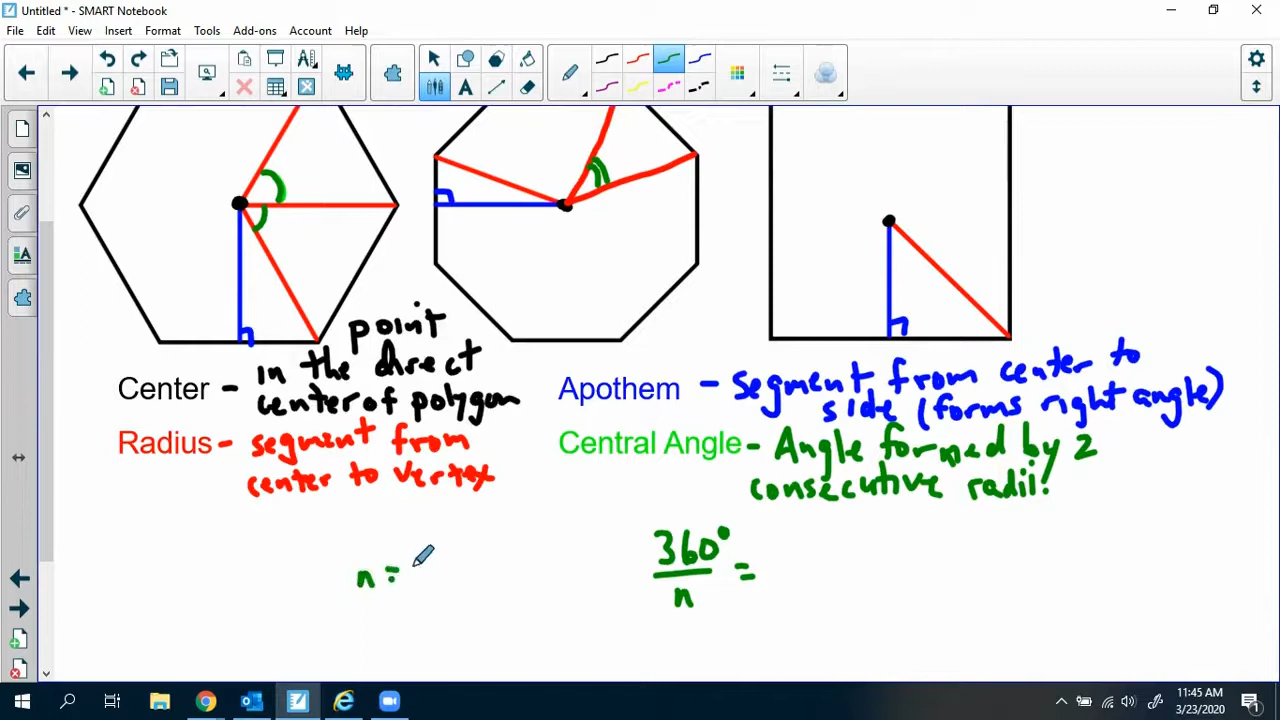 Untitled * - SMART Notebook
File Edit View Insert Format Tools Add-ons Account Help
Center - point
in the direct
center of polygon
Radius - segment from
center to vertex
Apothem - segment from center to
side (forms right angle)
Central Angle - Angle formed by 2
consecutive radii!
n =
360°
n
=
11:45 AM
3/23/2020
1